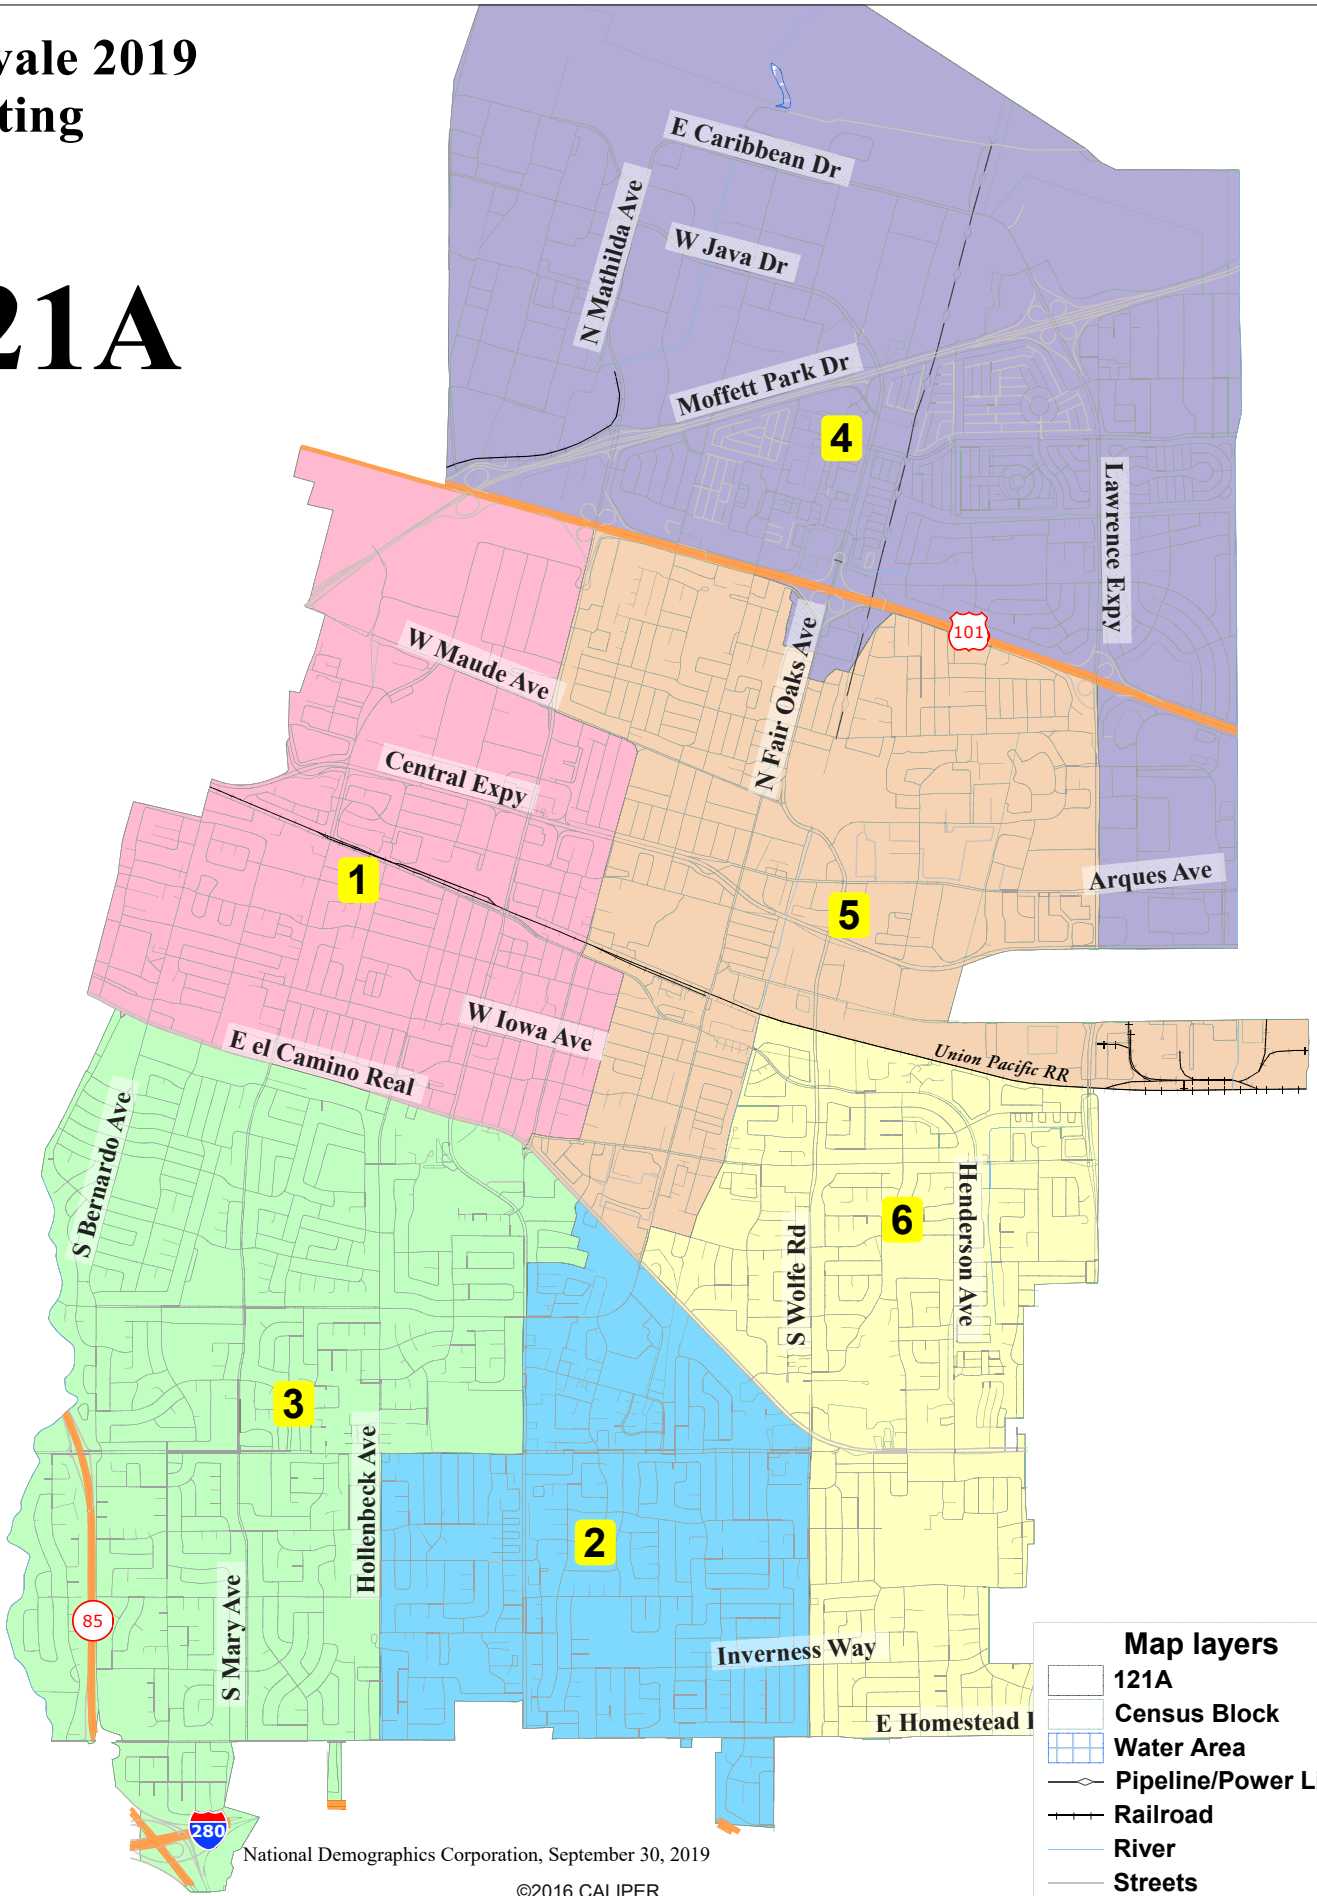 vale 2019
ting
21A
E Caribbean Dr
N Mathilda Ave
W Java Dr
Moffett Park Dr
4
Lawrence Expy
101
W Maude Ave
N Fair Oaks Ave
Central Expy
1
Arques Ave
5
W Iowa Ave
E el Camino Real
Union Pacific RR
S Bernardo Ave
Henderson Ave
6
S Wolfe Rd
3
Hollenbeck Ave
2
85
S Mary Ave
Inverness Way
E Homestead
280
Map layers
121A
Census Block
Water Area
Pipeline/Power Li
Railroad
River
Streets
National Demographics Corporation, September 30, 2019
©2016 CALIPER